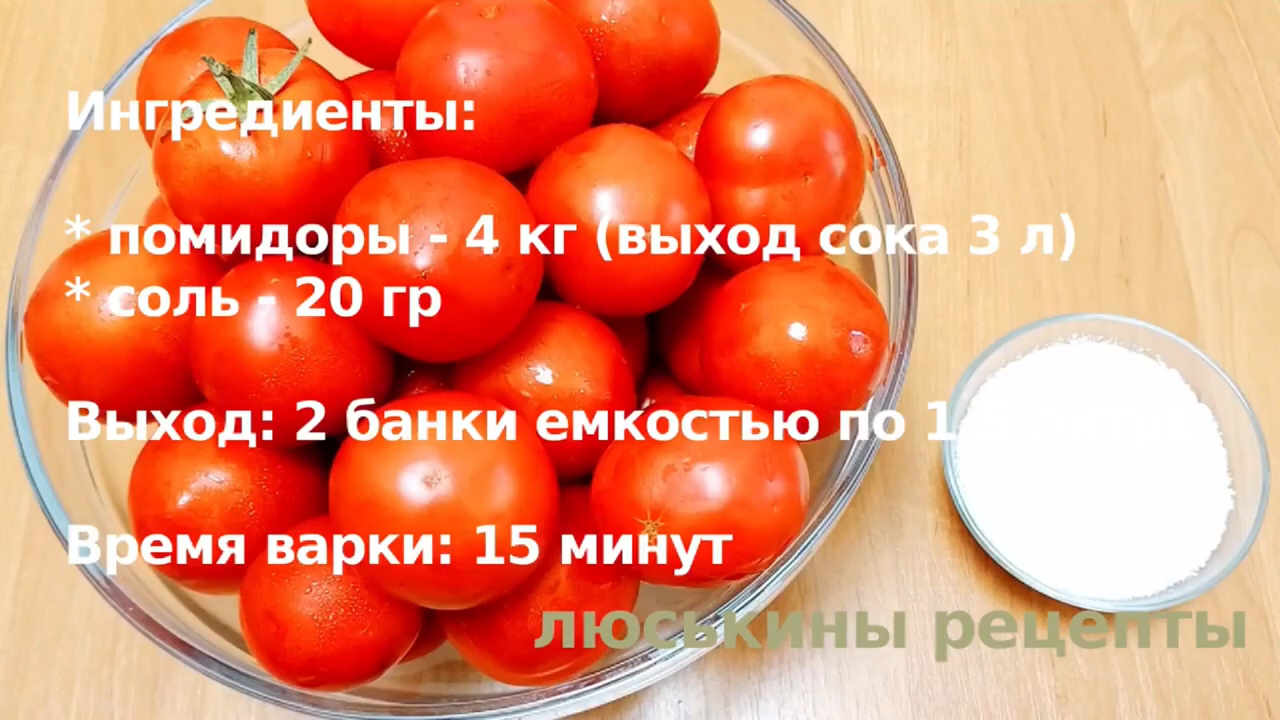 Ингредиенты:
* помидоры - 4 кг (выход сока 3 л)
* соль - 20 гр
Выход: 2 банки емкостью по 1
Время варки: 15 минут
люськины рецепты